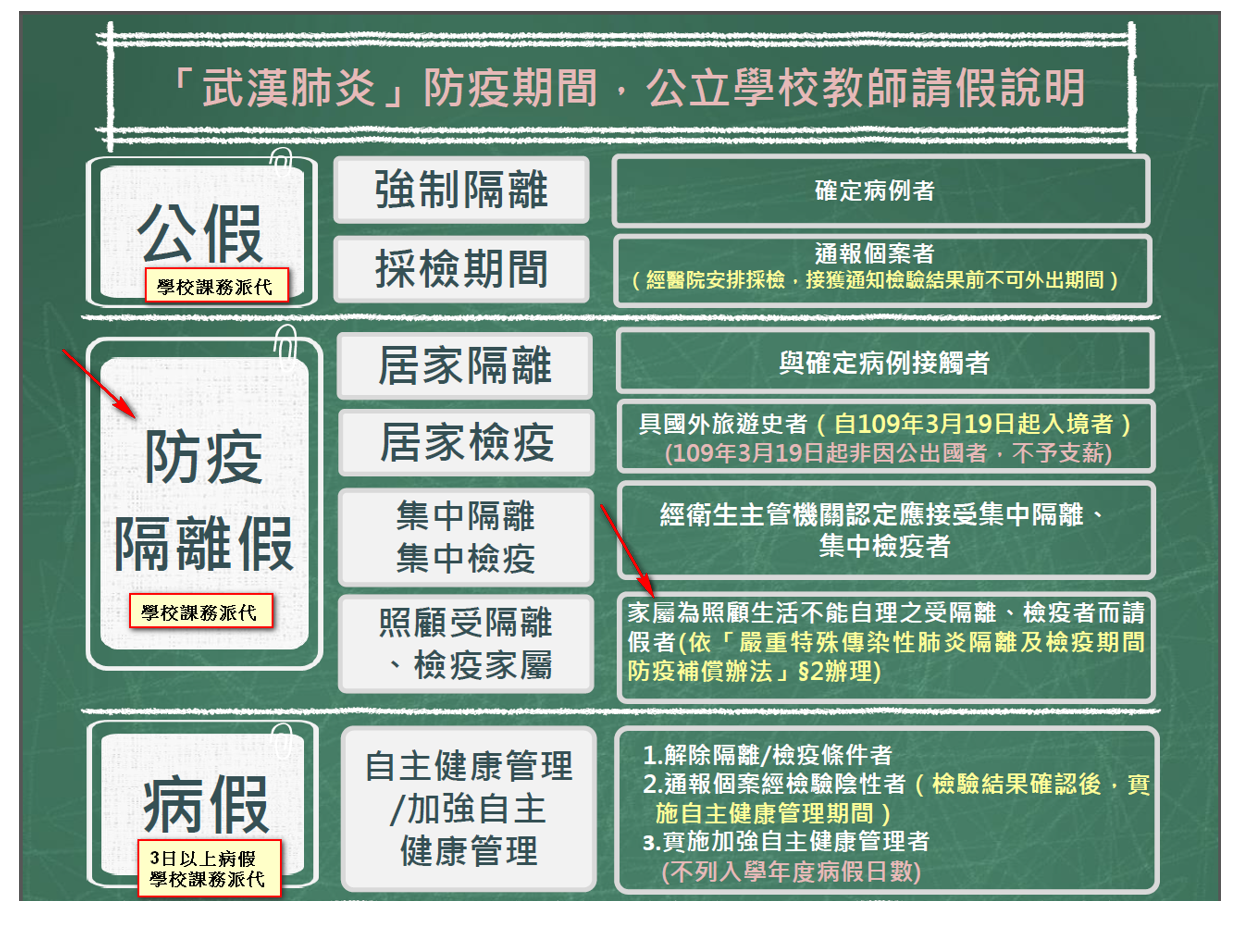 「武漢肺炎」防疫期間，公立學校教師請假說明
公假
學校課務派代
強制隔離
確定病例者
採檢期間
通報個案者
（經醫院安排採檢，接獲通知檢驗結果前不可外出期間）
防疫
隔離假
學校課務派代
居家隔離
與確定病例接觸者
居家檢疫
具國外旅遊史者（自109年3月19日起入境者）
(109年3月19日起非因公出國者，不予支薪)
集中隔離
集中檢疫
經衛生主管機關認定應接受集中隔離、
集中檢疫者
照顧受隔離
、檢疫家屬
家屬為照顧生活不能自理之受隔離、檢疫者而請
假者(依「嚴重特殊傳染性肺炎隔離及檢疫期間
防疫補償辦法」§2辦理)
病假
3日以上病假
學校課務派代
自主健康管理
/加強自主
健康管理
1.解除隔離/檢疫條件者
2.通報個案經檢驗陰性者（檢驗結果確認後，實
施自主健康管理期間）
3.實施加強自主健康管理者
(不列入學年度病假日數)